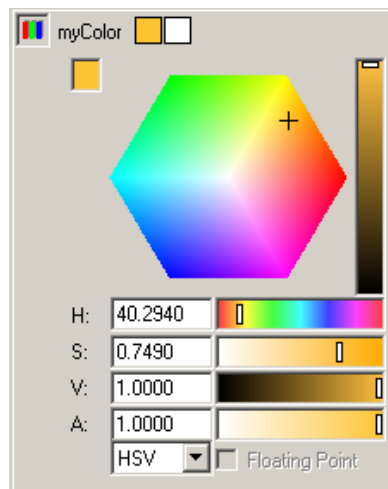 myColor
H: 40.2940
S: 0.7490
V: 1.0000
A: 1.0000
HSV Floating Point